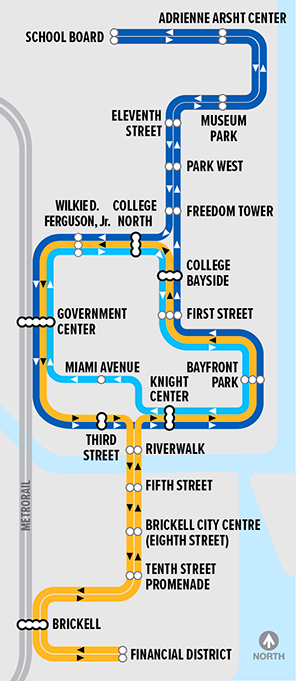 ADRIENNE ARSHT CENTER
SCHOOL BOARD
MUSEUM
PARK
ELEVENTH
STREET
PARK WEST
FREEDOM TOWER
WILKIE D.
FERGUSON, Jr.
COLLEGE
NORTH
COLLEGE
BAYSIDE
FIRST STREET
GOVERNMENT
CENTER
MIAMI AVENUE
BAYFRONT
PARK
KNIGHT
CENTER
THIRD
STREET
RIVERWALK
FIFTH STREET
METRORAIL
BRICKELL CITY CENTRE
(EIGHTH STREET)
TENTH STREET
PROMENADE
BRICKELL
FINANCIAL DISTRICT
NORTH